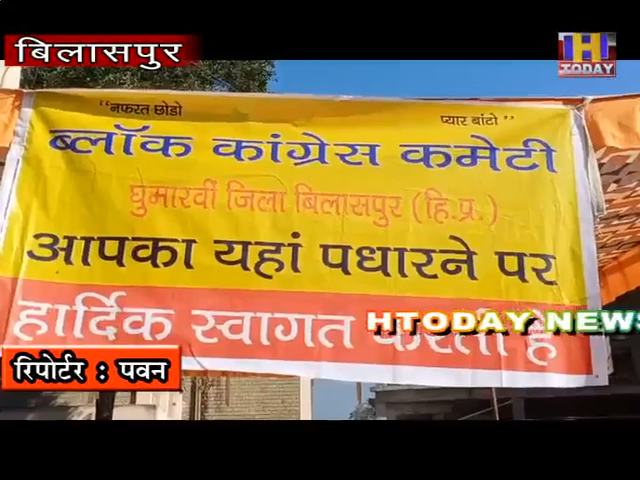 बिलासपुर
H TODAY
"नफरत छोडो प्यार बांटो"
ब्लॉक कांग्रेस कमेटी
घुमारवीं जिला बिलासपुर (हि.प्र.)
आपका यहां पधारने पर
हार्दिक स्वागत करती है
HTODAY NEWS
रिपोर्टर : पवन